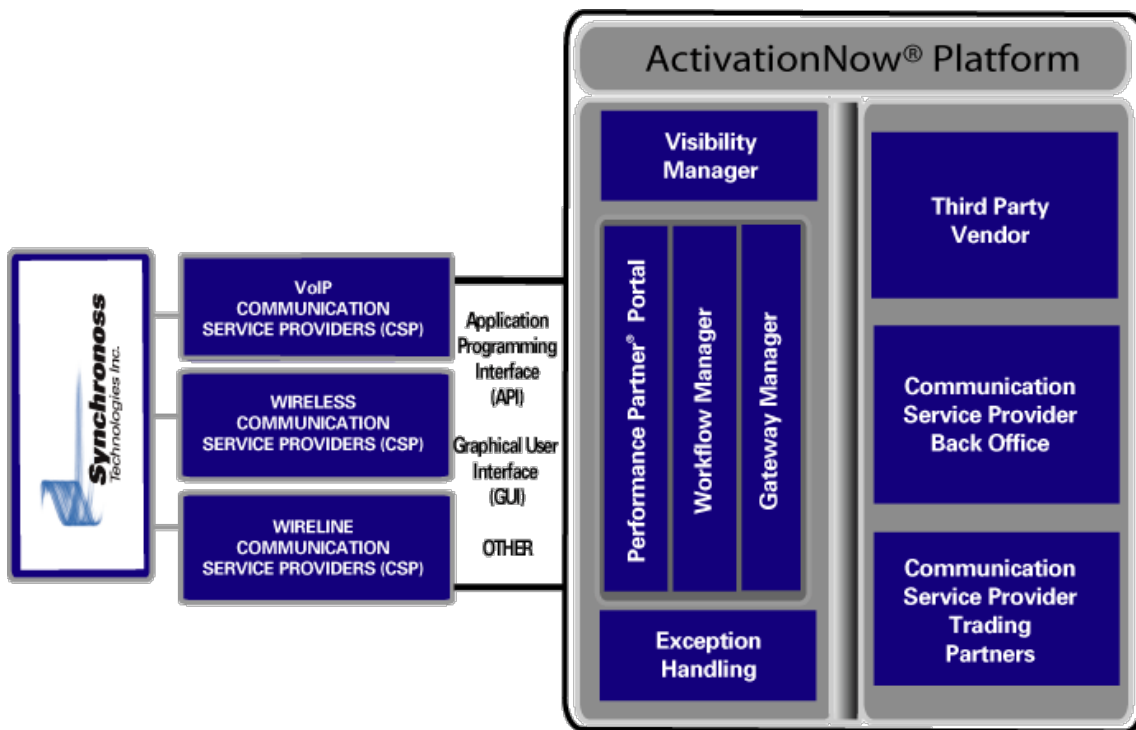 Synchronoss
Technologies Inc.
VoIP
COMMUNICATION
SERVICE PROVIDERS (CSP)
WIRELESS
COMMUNICATION
SERVICE PROVIDERS (CSP)
WIRELINE
COMMUNICATION
SERVICE PROVIDERS (CSP)
Application
Programming
Interface
(API)
Graphical User
Interface
(GUI)
OTHER
ActivationNow® Platform
Visibility
Manager
Performance Partner® Portal
Workflow Manager
Gateway Manager
Exception
Handling
Third Party
Vendor
Communication
Service Provider
Back Office
Communication
Service Provider
Trading
Partners